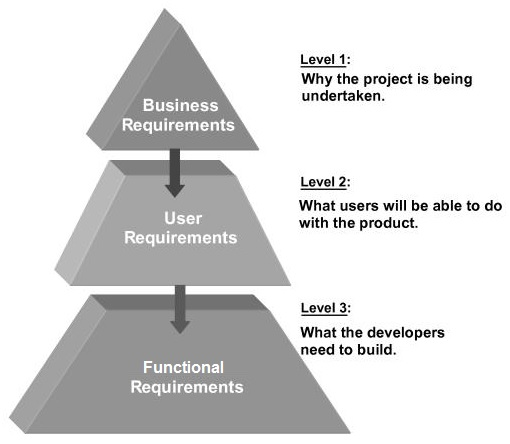 Level 1:
Why the project is being
undertaken.
Business
Requirements
Level 2:
What users will be able to do
with the product.
User
Requirements
Level 3:
What the developers
need to build.
Functional
Requirements